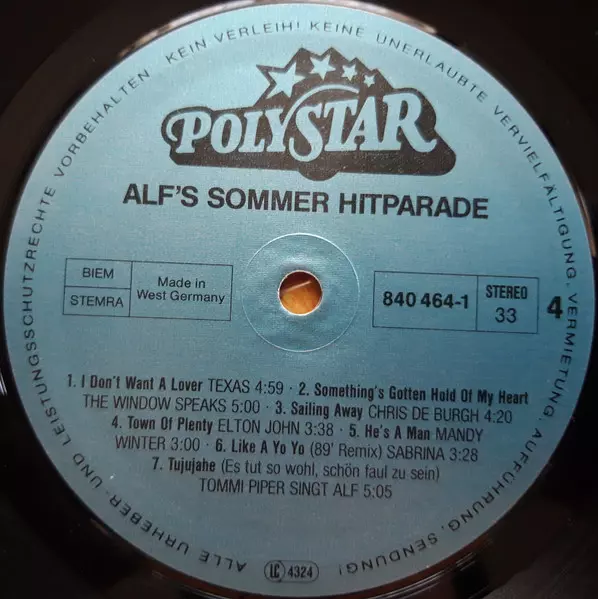 ALLE URHEBER- UND LEISTUNGSSCHUTZRECHTE VORBEHALTEN. KEIN VERLEIH! KEINE UNERLAUBTE VERVIELFÄLTIGUNG, VERMIETUNG, AUFFÜHRUNG, SENDUNG!
POLYSTAR
ALF'S SOMMER HITPARADE
BIEM
STEMRA
Made in
West Germany
840 464-1
STEREO
33
4
1. I Don't Want A Lover TEXAS 4:59 · 2. Something's Gotten Hold Of My Heart
THE WINDOW SPEAKS 5:00 · 3. Sailing Away CHRIS DE BURGH 4:20
4. Town Of Plenty ELTON JOHN 3:38 · 5. He's A Man MANDY
WINTER 3:00 · 6. Like A Yo Yo (89' Remix) SABRINA 3:28
7. Tujujahe (Es tut so wohl, schön faul zu sein)
TOMMI PIPER SINGT ALF 5:05
LC 4324